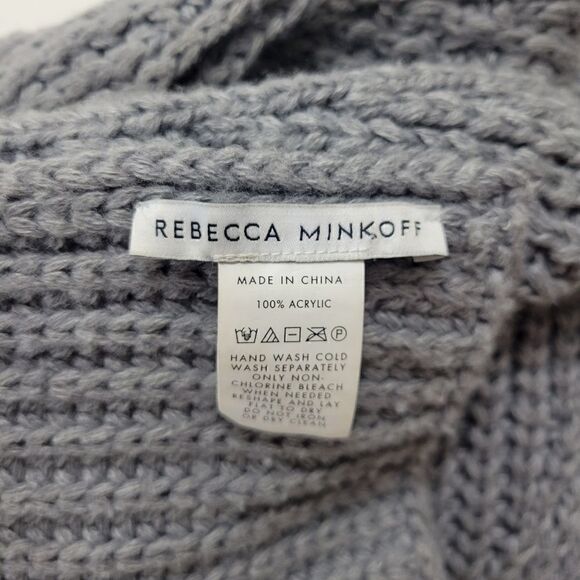 REBECCA MINKOFF
MADE IN CHINA
100% ACRYLIC
HAND WASH COLD
WASH SEPARATELY
ONLY NON-
CHLORINE BLEACH
WHEN NEEDED
RESHAPE AND LAY
FLAT TO DRY
DO NOT IRON
OR DRY CLEAN